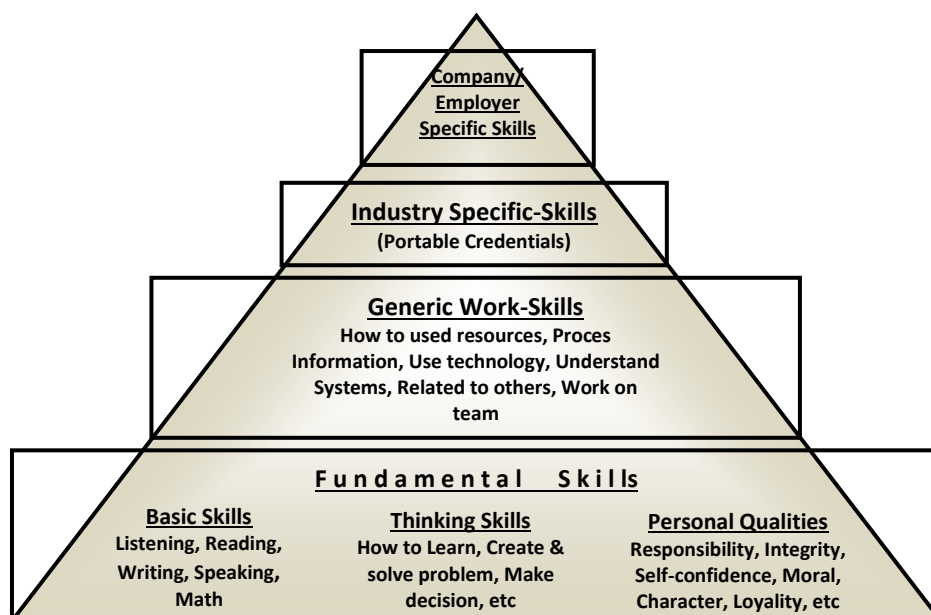 Company/
Employer
Specific Skills
Industry Specific-Skills
(Portable Credentials)
Generic Work-Skills
How to used resources, Proces
Information, Use technology, Understand
Systems, Related to others, Work on
team
Fundamental Skills
Basic Skills
Listening, Reading,
Writing, Speaking,
Math
Thinking Skills
How to Learn, Create &
solve problem, Make
decision, etc
Personal Qualities
Responsibility, Integrity,
Self-confidence, Moral,
Character, Loyality, etc